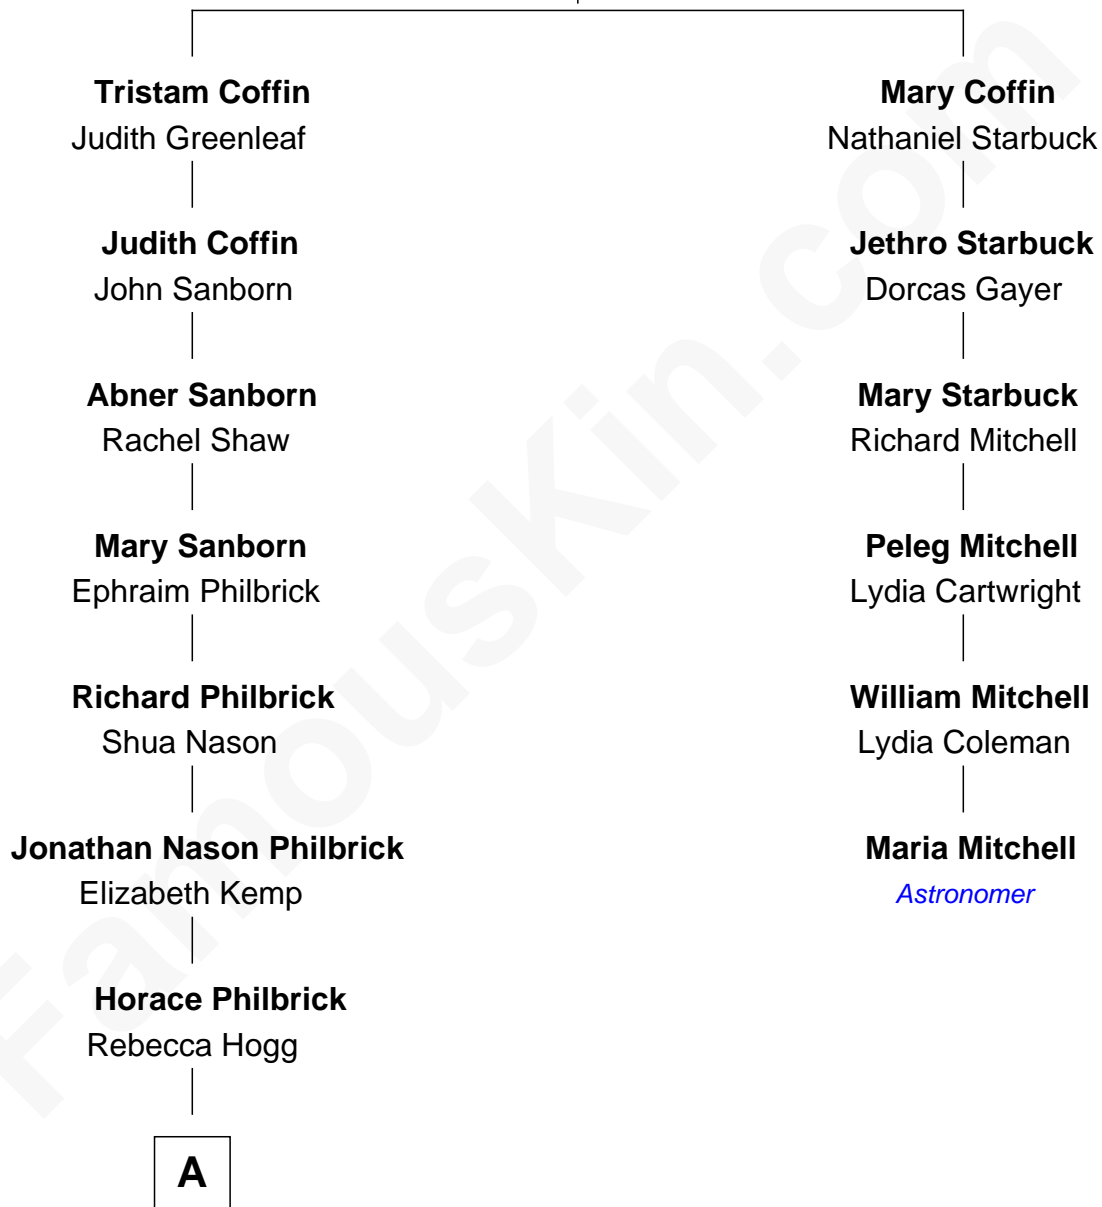 Tristam Coffin
Judith Greenleaf
Judith Coffin
John Sanborn
Abner Sanborn
Rachel Shaw
Mary Sanborn
Ephraim Philbrick
Richard Philbrick
Shua Nason
Jonathan Nason Philbrick
Elizabeth Kemp
Horace Philbrick
Rebecca Hogg
A
Mary Coffin
Nathaniel Starbuck
Jethro Starbuck
Dorcas Gayer
Mary Starbuck
Richard Mitchell
Peleg Mitchell
Lydia Cartwright
William Mitchell
Lydia Coleman
Maria Mitchell
Astronomer
FamousKin.com